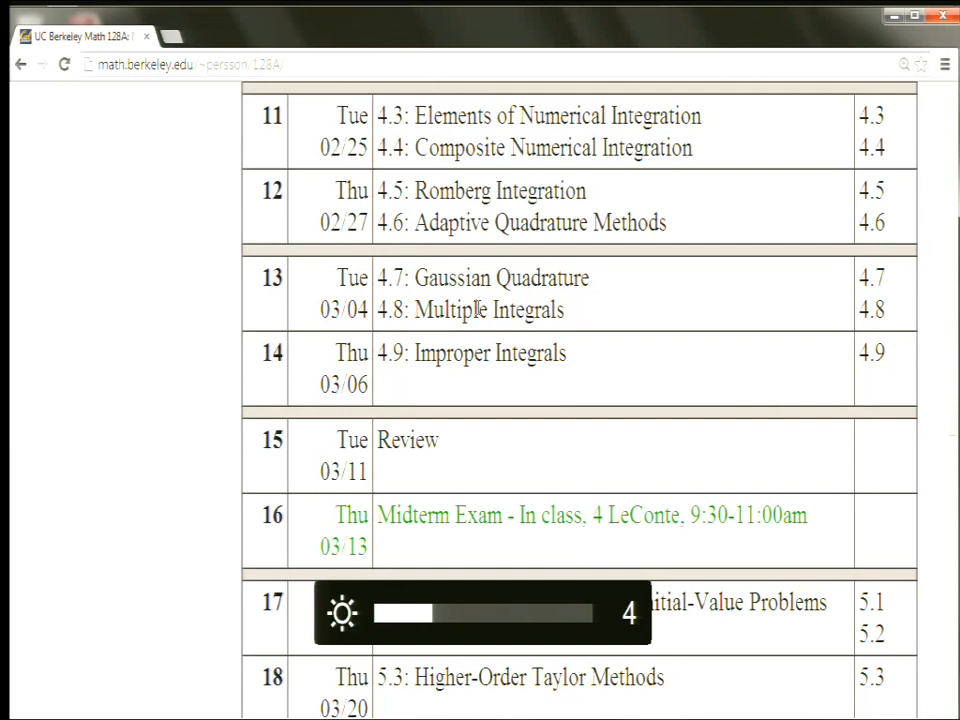 UC Berkeley Math 128A:
math.berkeley.edu/~persson/128A/
11 Tue 4.3: Elements of Numerical Integration 4.3
02/25 4.4: Composite Numerical Integration 4.4
12 Thu 4.5: Romberg Integration 4.5
02/27 4.6: Adaptive Quadrature Methods 4.6
13 Tue 4.7: Gaussian Quadrature 4.7
03/04 4.8: Multiple Integrals 4.8
14 Thu 4.9: Improper Integrals 4.9
03/06
15 Tue Review
03/11
16 Thu Midterm Exam - In class, 4 LeConte, 9:30-11:00am
03/13
17 nitial-Value Problems 5.1
4 5.2
18 Thu 5.3: Higher-Order Taylor Methods 5.3
03/20